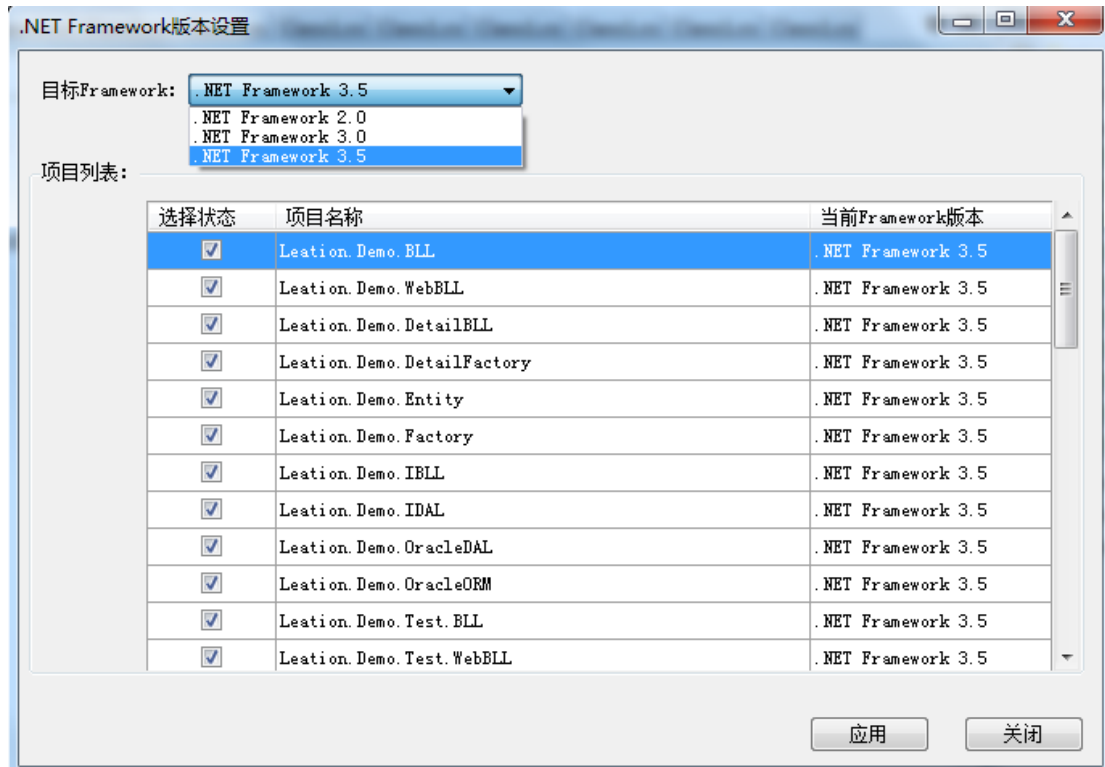 .NET Framework版本设置
目标Framework: .NET Framework 3.5
.NET Framework 2.0
.NET Framework 3.0
.NET Framework 3.5
项目列表:
选择状态 项目名称 当前Framework版本
Leation.Demo.BLL .NET Framework 3.5
Leation.Demo.WebBLL .NET Framework 3.5
Leation.Demo.DetailBLL .NET Framework 3.5
Leation.Demo.DetailFactory .NET Framework 3.5
Leation.Demo.Entity .NET Framework 3.5
Leation.Demo.Factory .NET Framework 3.5
Leation.Demo.IBLL .NET Framework 3.5
Leation.Demo.IDAL .NET Framework 3.5
Leation.Demo.OracleDAL .NET Framework 3.5
Leation.Demo.OracleORM .NET Framework 3.5
Leation.Demo.Test.BLL .NET Framework 3.5
Leation.Demo.Test.WebBLL .NET Framework 3.5
应用 关闭